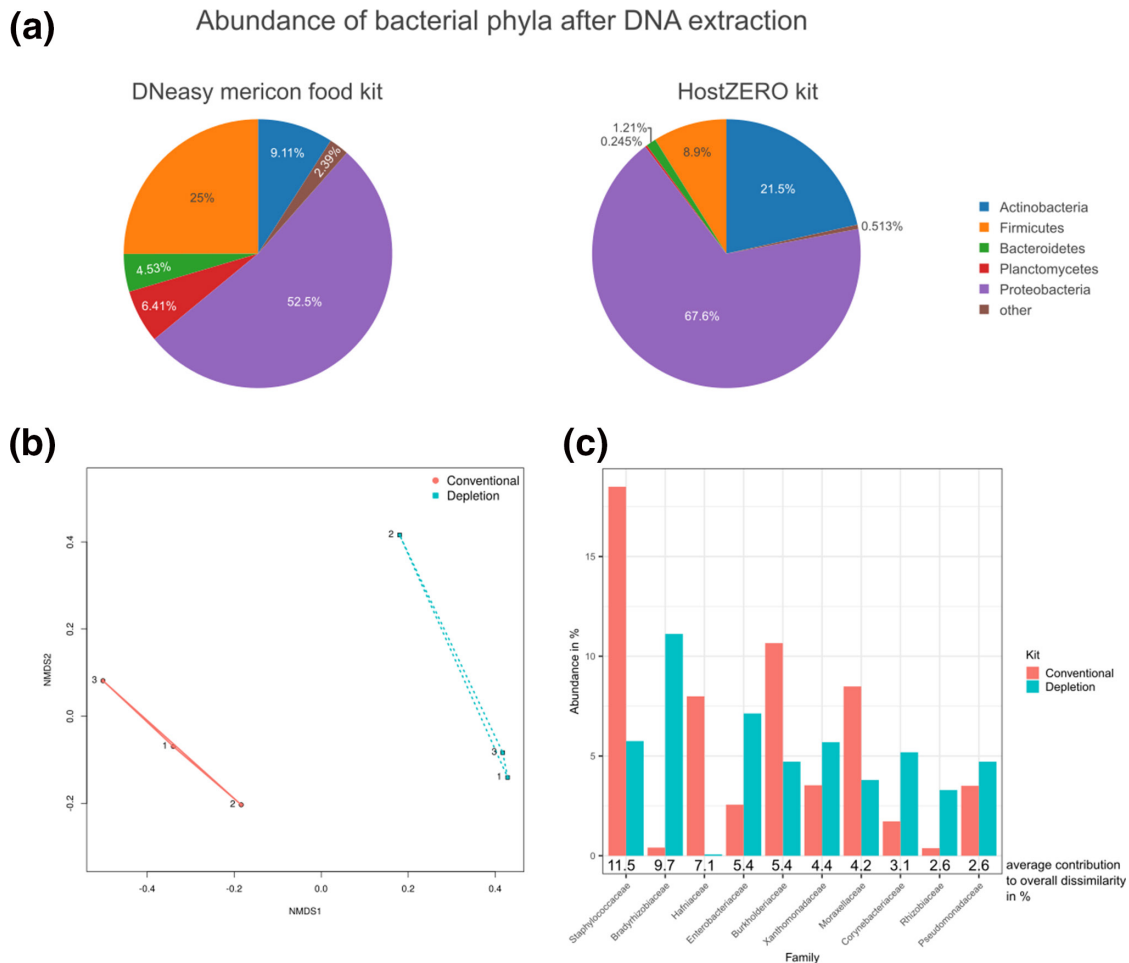 (a)
Abundance of bacterial phyla after DNA extraction
DNeasy mericon food kit
HostZERO kit
9.11%
2.39%
25%
4.53%
6.41%
52.5%
1.21%
0.245%
8.9%
21.5%
0.513%
67.6%
Actinobacteria
Firmicutes
Bacteroidetes
Planctomycetes
Proteobacteria
other
(b)
Conventional
Depletion
NMDS2
0.4
0.2
0.0
-0.2
2
3
1
2
3
1
-0.4
-0.2
0.0
0.2
0.4
NMDS1
(c)
Abundance in %
15
10
5
0
Kit
Conventional
Depletion
11.5 9.7 7.1 5.4 5.4 4.4 4.2 3.1 2.6 2.6
average contribution
to overall dissimilarity
in %
Staphylococcaceae
Bradyrhizobiaceae
Hafniaceae
Enterobacteriaceae
Burkholderiaceae
Xanthomonadaceae
Moraxellaceae
Corynebacteriaceae
Rhizobiaceae
Pseudomonadaceae
Family